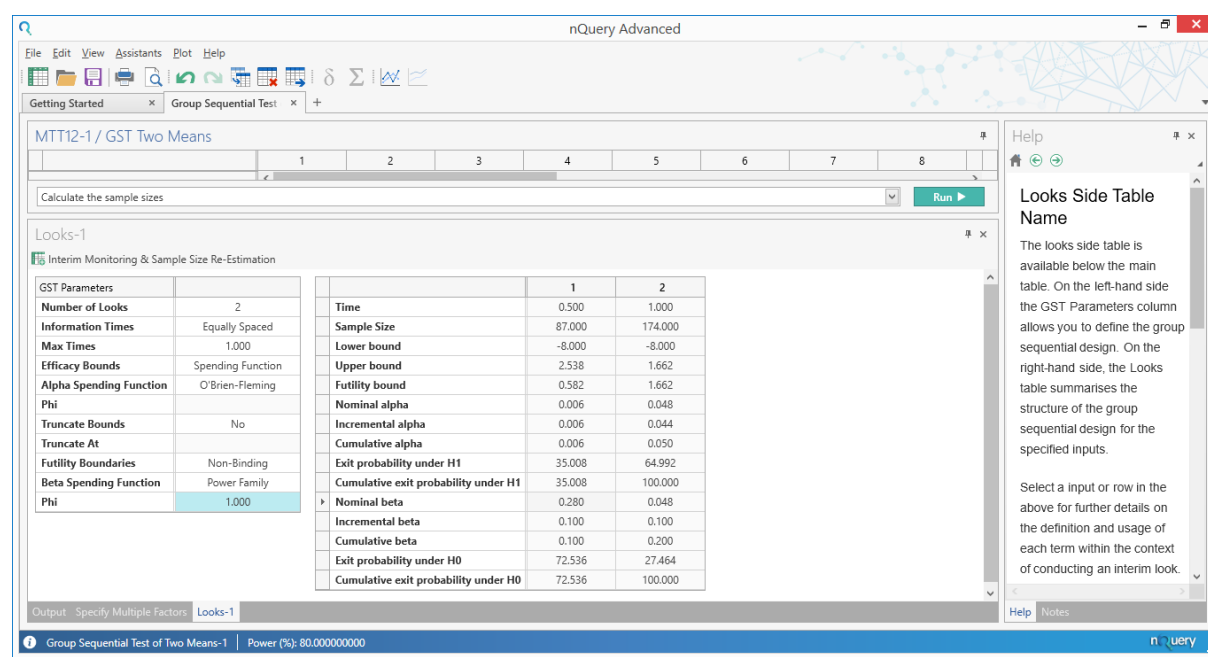 nQuery Advanced
File Edit View Assistants Plot Help
δ Σ
Getting Started × Group Sequential Test × +
MTT12-1 / GST Two Means
1 2 3 4 5 6 7 8
Calculate the sample sizes Run
Looks-1
Interim Monitoring & Sample Size Re-Estimation
GST Parameters
Number of Looks 2
Information Times Equally Spaced
Max Times 1.000
Efficacy Bounds Spending Function
Alpha Spending Function O'Brien-Fleming
Phi
Truncate Bounds No
Truncate At
Futility Boundaries Non-Binding
Beta Spending Function Power Family
Phi 1.000
1 2
Time 0.500 1.000
Sample Size 87.000 174.000
Lower bound -8.000 -8.000
Upper bound 2.538 1.662
Futility bound 0.582 1.662
Nominal alpha 0.006 0.048
Incremental alpha 0.006 0.044
Cumulative alpha 0.006 0.050
Exit probability under H1 35.008 64.992
Cumulative exit probability under H1 35.008 100.000
Nominal beta 0.280 0.048
Incremental beta 0.100 0.100
Cumulative beta 0.100 0.200
Exit probability under H0 72.536 27.464
Cumulative exit probability under H0 72.536 100.000
Output Specify Multiple Factors Looks-1
Help
Looks Side Table
Name
The looks side table is
available below the main
table. On the left-hand side
the GST Parameters column
allows you to define the group
sequential design. On the
right-hand side, the Looks
table summarises the
structure of the group
sequential design for the
specified inputs.
Select a input or row in the
above for further details on
the definition and usage of
each term within the context
of conducting an interim look.
Help Notes
Group Sequential Test of Two Means-1 Power (%): 80.000000000
nQuery